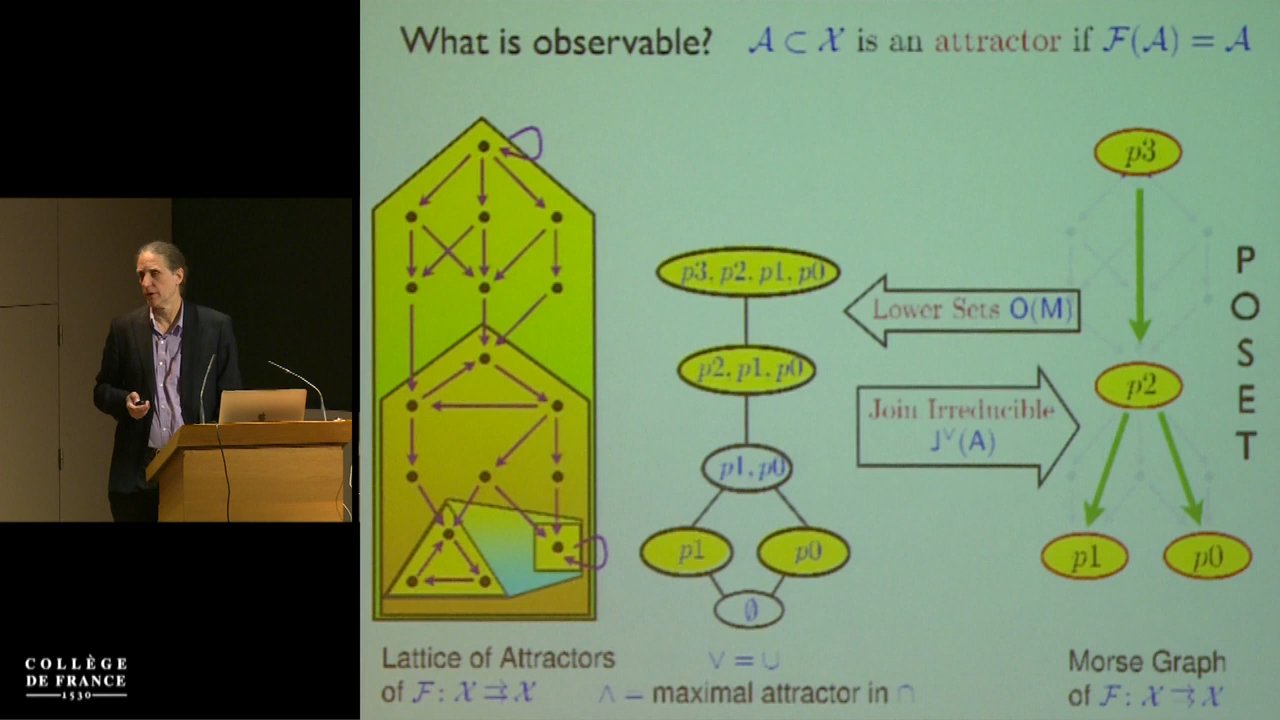 What is observable? 𝒜 ⊂ 𝒳 is an attractor if ℱ(𝒜) = 𝒜
p3
p3, p2, p1, p0
Lower Sets O(M)
p2, p1, p0
p2
Join Irreducible
J^∨(A)
p1, p0
p1 p0
p1 p0
∅
P
O
S
E
T
Lattice of Attractors
of ℱ: 𝒳 ⇉ 𝒳
∨ = ∪
∧ = maximal attractor in ∩
Morse Graph
of ℱ: 𝒳 ⇉ 𝒳
COLLÈGE
DE FRANCE
1530